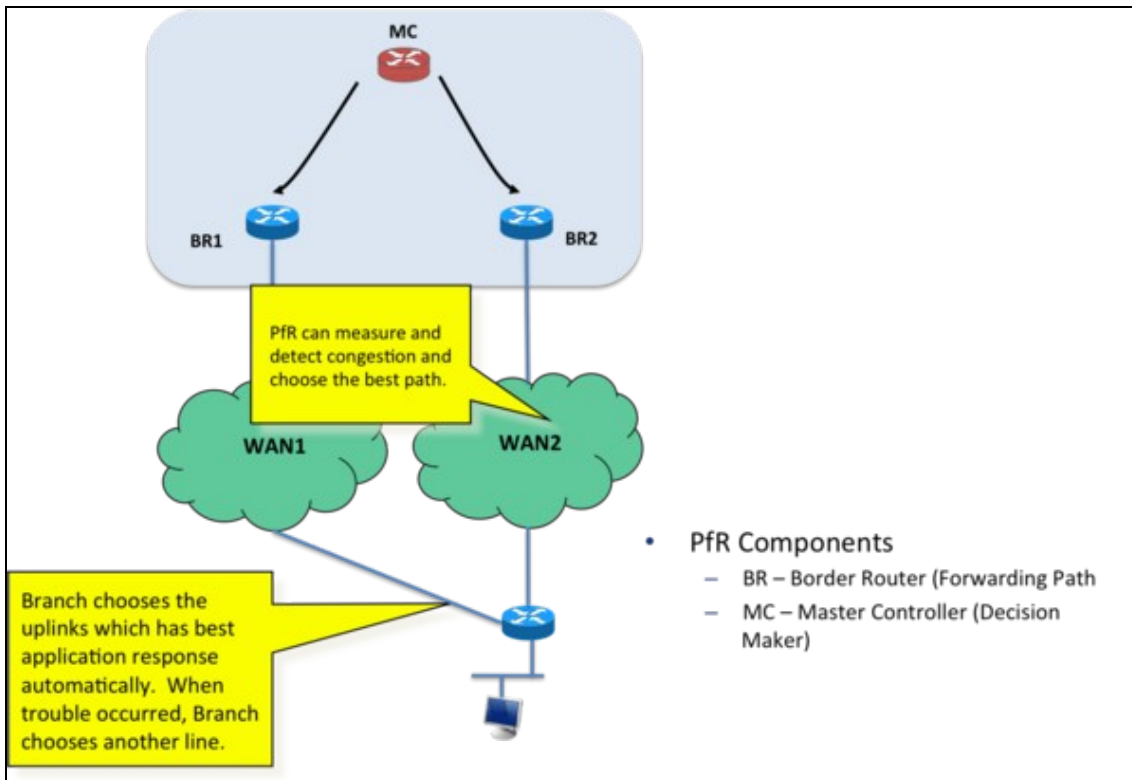 MC
BR1
BR2
PfR can measure and
detect congestion and
choose the best path.
WAN1
WAN2
• PfR Components
– BR – Border Router (Forwarding Path
– MC – Master Controller (Decision
Maker)
Branch chooses the
uplinks which has best
application response
automatically. When
trouble occurred, Branch
chooses another line.